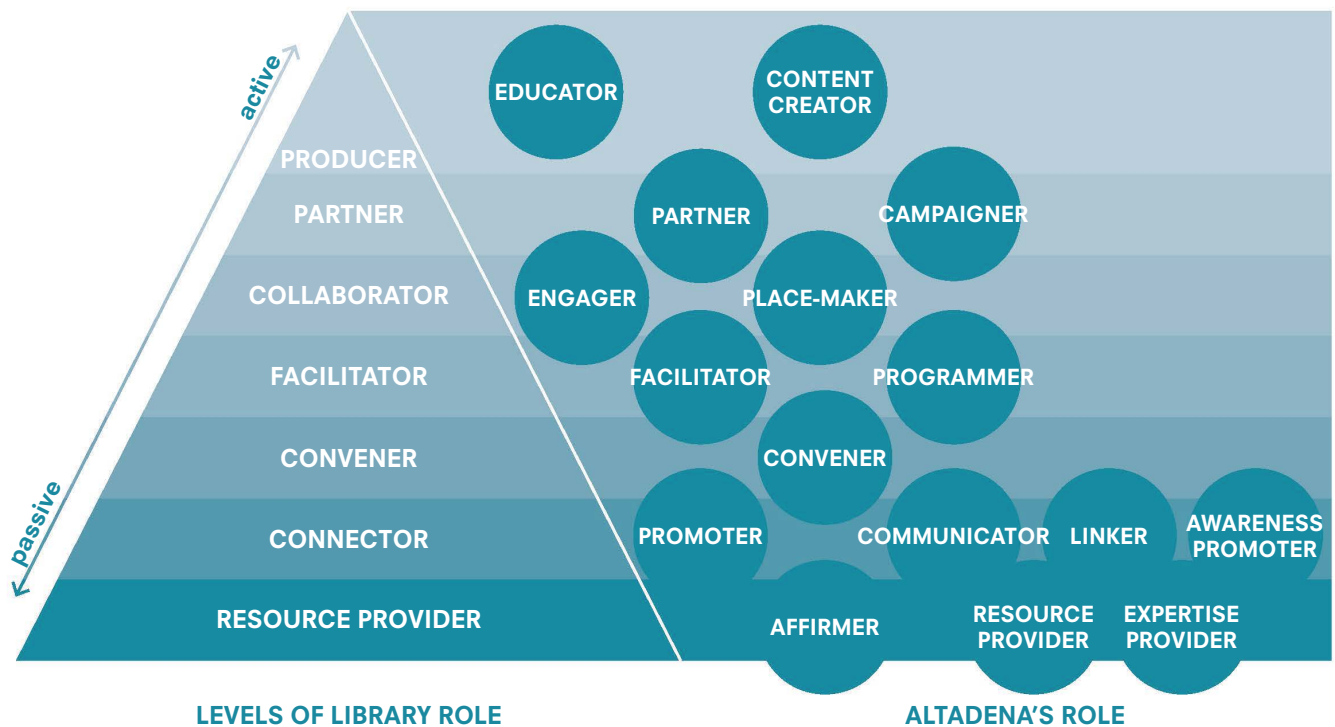 active
passive
PRODUCER
PARTNER
COLLABORATOR
FACILITATOR
CONVENER
CONNECTOR
RESOURCE PROVIDER
EDUCATOR
CONTENT
CREATOR
PARTNER
CAMPAIGNER
ENGAGER
PLACE-MAKER
FACILITATOR
PROGRAMMER
CONVENER
PROMOTER
COMMUNICATOR
LINKER
AWARENESS
PROMOTER
AFFIRMER
RESOURCE
PROVIDER
EXPERTISE
PROVIDER
LEVELS OF LIBRARY ROLE
ALTADENA'S ROLE